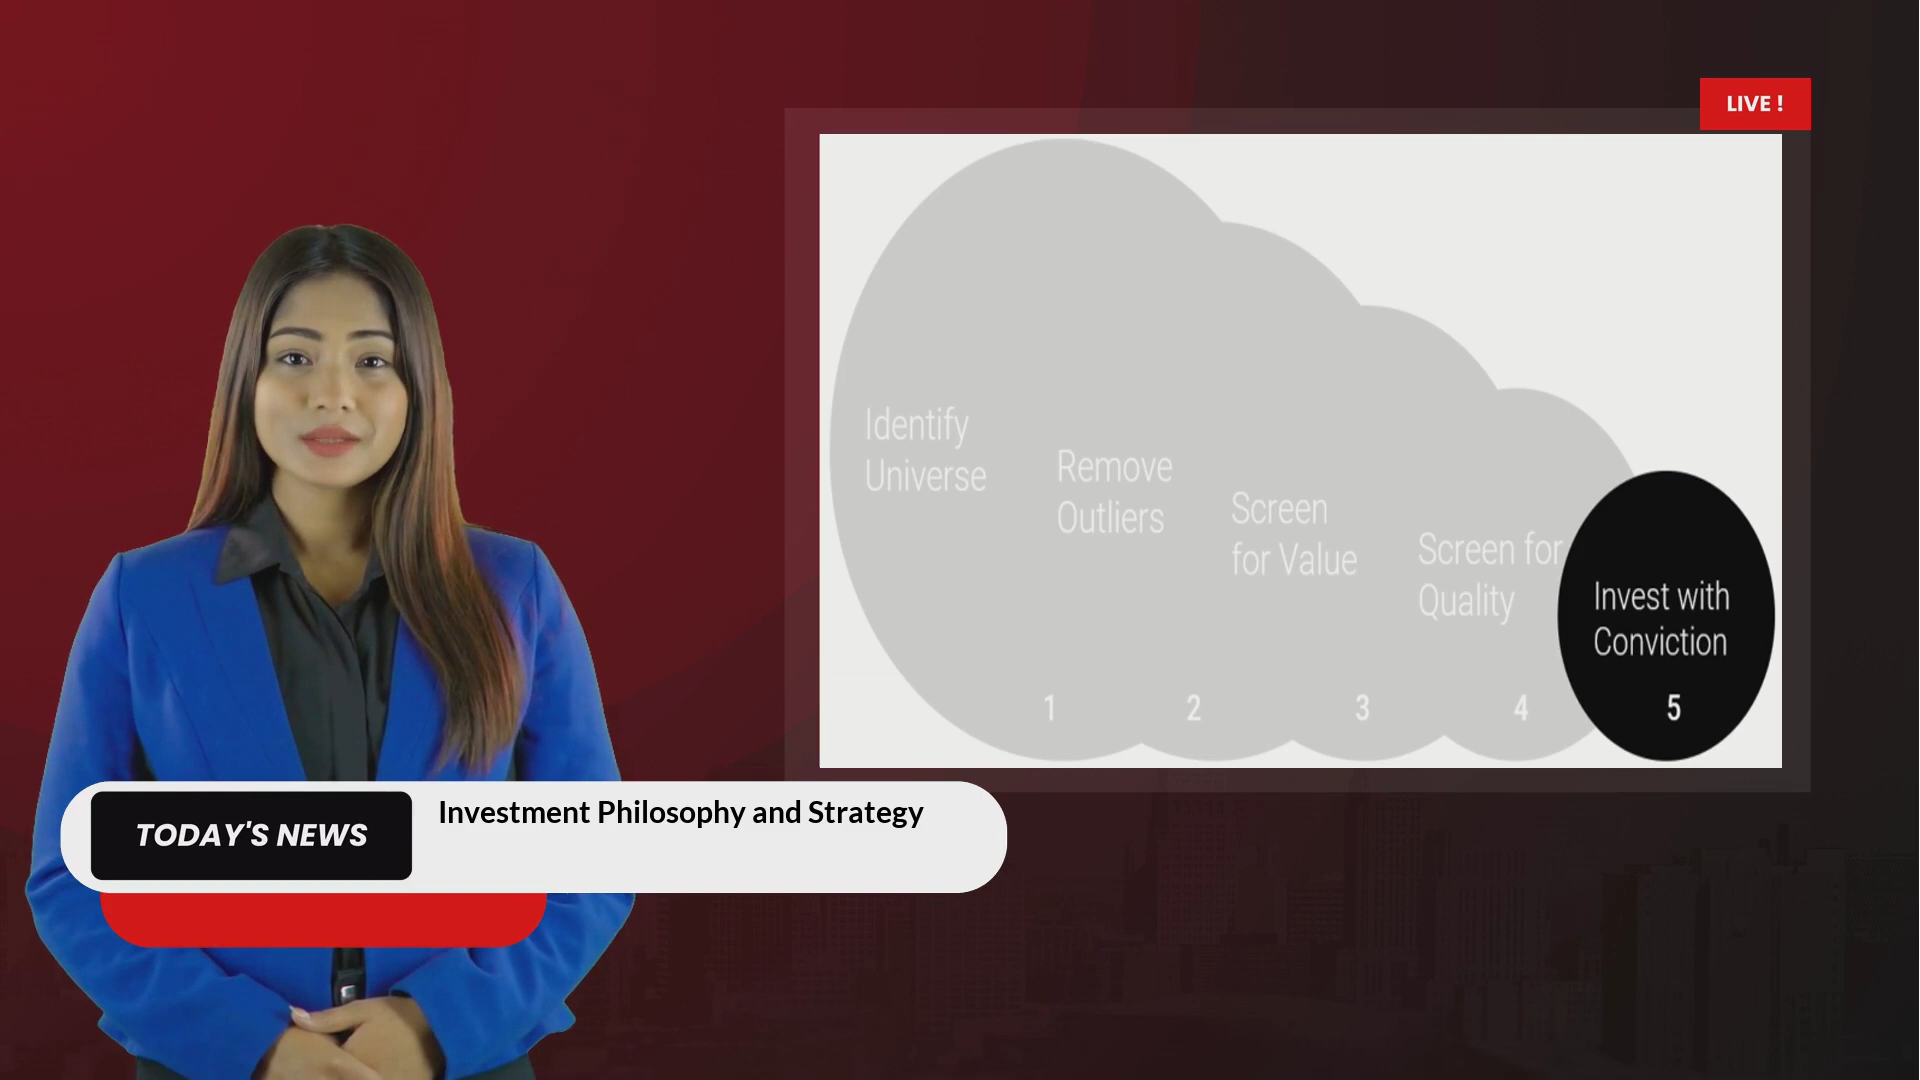 LIVE !
Identify
Universe
Remove
Outliers
Screen
for Value
Screen for
Quality
Invest with
Conviction
1
2
3
4
5
TODAY'S NEWS
Investment Philosophy and Strategy